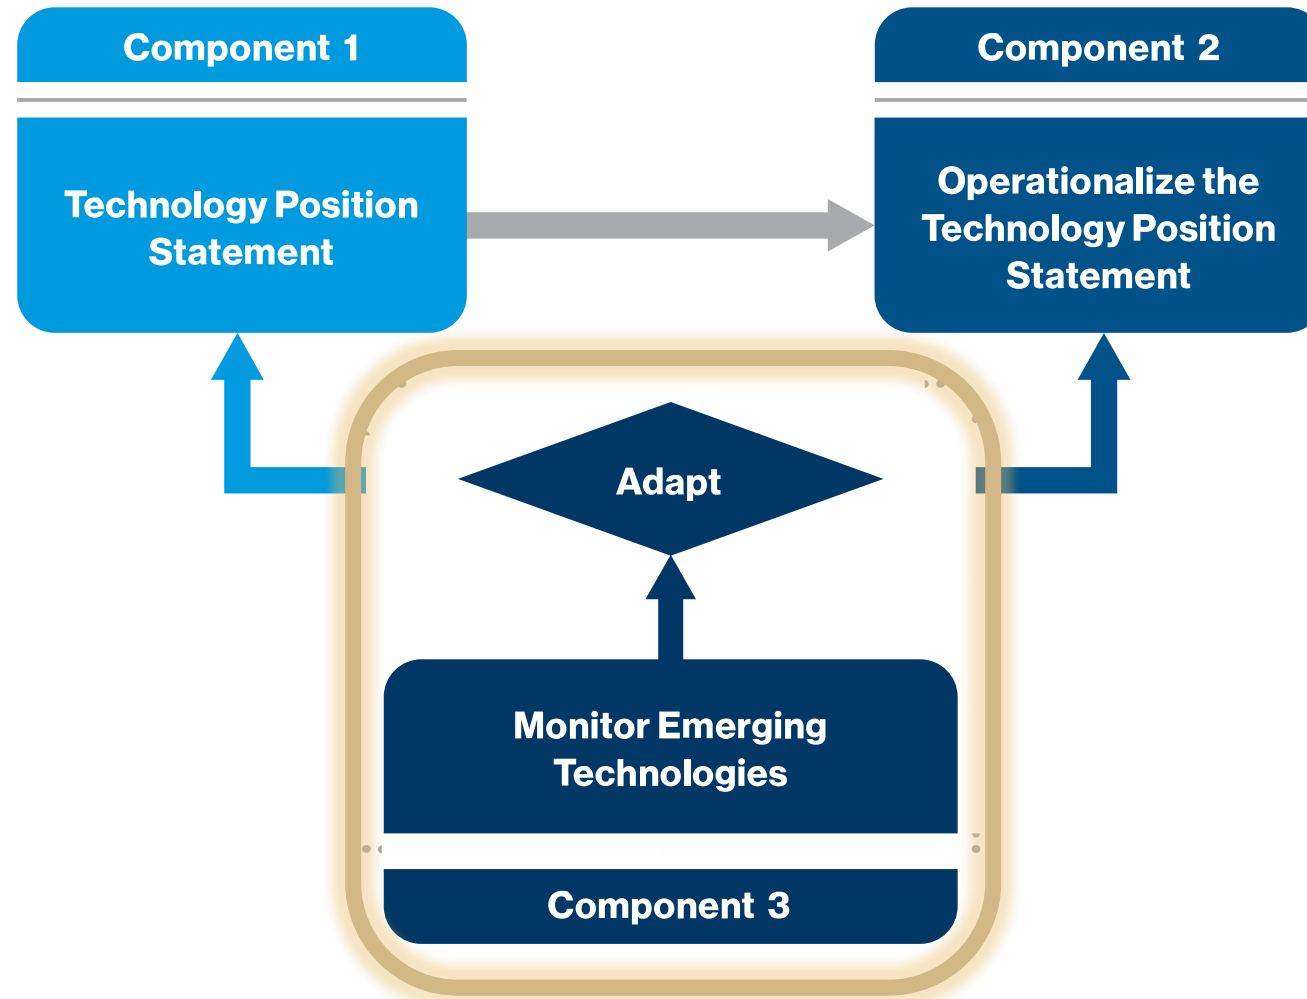 Component 1
Technology Position
Statement
Component 2
Operationalize the
Technology Position
Statement
Adapt
Monitor Emerging
Technologies
Component 3